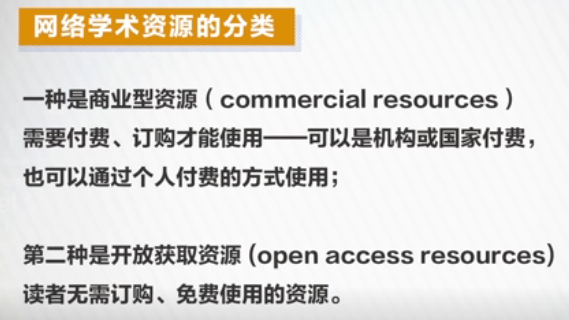 网络学术资源的分类
一种是商业型资源（commercial resources）
需要付费、订购才能使用——可以是机构或国家付费，
也可以通过个人付费的方式使用；
第二种是开放获取资源 (open access resources)
读者无需订购、免费使用的资源。